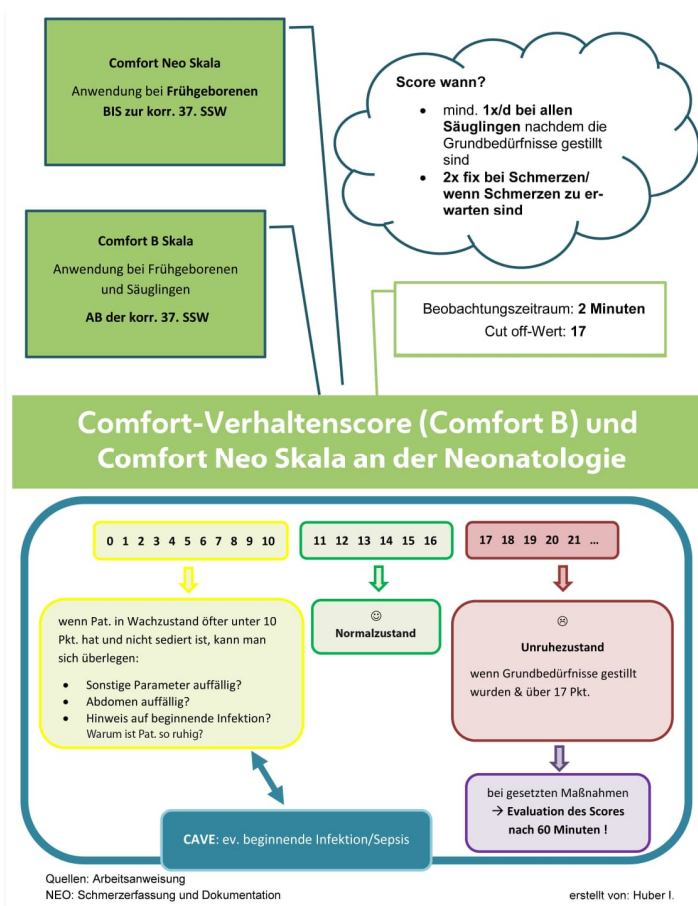 Comfort Neo Skala
Anwendung bei Frühgeborenen
BIS zur korr. 37. SSW
Score wann?
• mind. 1x/d bei allen
Säuglingen nachdem die
Grundbedürfnisse gestillt
sind
• 2x fix bei Schmerzen/
wenn Schmerzen zu er-
warten sind
Comfort B Skala
Anwendung bei Frühgeborenen
und Säuglingen
AB der korr. 37. SSW
Beobachtungszeitraum: 2 Minuten
Cut off-Wert: 17
Comfort-Verhaltenscore (Comfort B) und
Comfort Neo Skala an der Neonatologie
0 1 2 3 4 5 6 7 8 9 10
11 12 13 14 15 16
17 18 19 20 21 ...
wenn Pat. in Wachzustand öfter unter 10
Pkt. hat und nicht sediert ist, kann man
sich überlegen:
• Sonstige Parameter auffällig?
• Abdomen auffällig?
• Hinweis auf beginnende Infektion?
Warum ist Pat. so ruhig?
☺
Normalzustand
☹
Unruhezustand
wenn Grundbedürfnisse gestillt
wurden & über 17 Pkt.
bei gesetzten Maßnahmen
→ Evaluation des Scores
nach 60 Minuten !
CAVE: ev. beginnende Infektion/Sepsis
Quellen: Arbeitsanweisung
NEO: Schmerzerfassung und Dokumentation
erstellt von: Huber I.